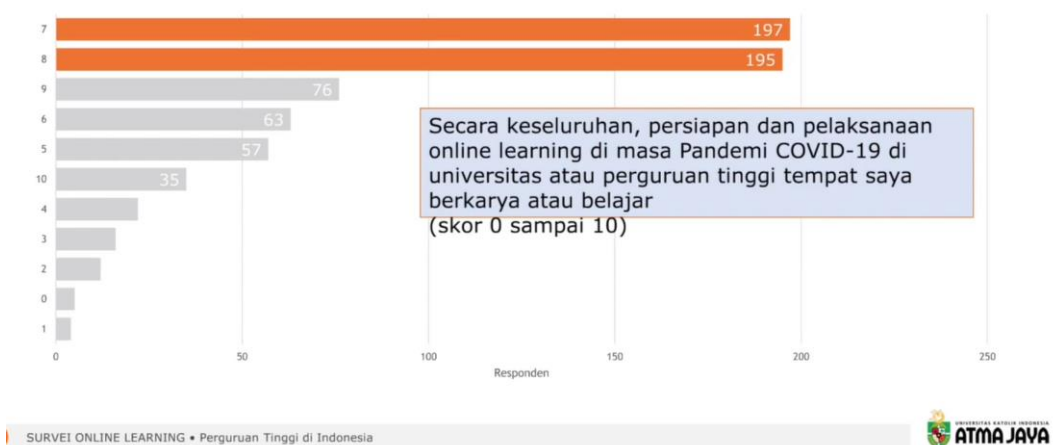 7
197
8
195
9
76
6
63
5
57
10
35
4
3
2
0
1
Secara keseluruhan, persiapan dan pelaksanaan
online learning di masa Pandemi COVID-19 di
universitas atau perguruan tinggi tempat saya
berkarya atau belajar
(skor 0 sampai 10)
0 50 100 150 200 250
Responden
SURVEI ONLINE LEARNING • Perguruan Tinggi di Indonesia
UNIVERSITAS KATOLIK INDONESIA
ATMA JAYA